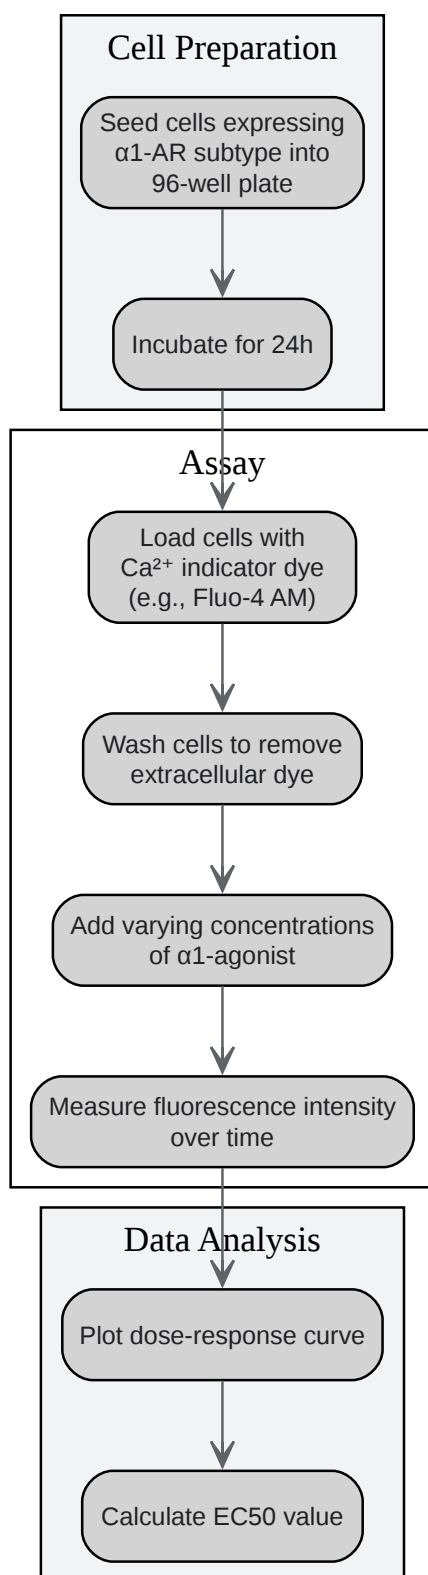 Cell Preparation
Seed cells expressing
α1-AR subtype into
96-well plate
Incubate for 24h
Assay
Load cells with
Ca²⁺ indicator dye
(e.g., Fluo-4 AM)
Wash cells to remove
extracellular dye
Add varying concentrations
of α1-agonist
Measure fluorescence intensity
over time
Data Analysis
Plot dose-response curve
Calculate EC50 value